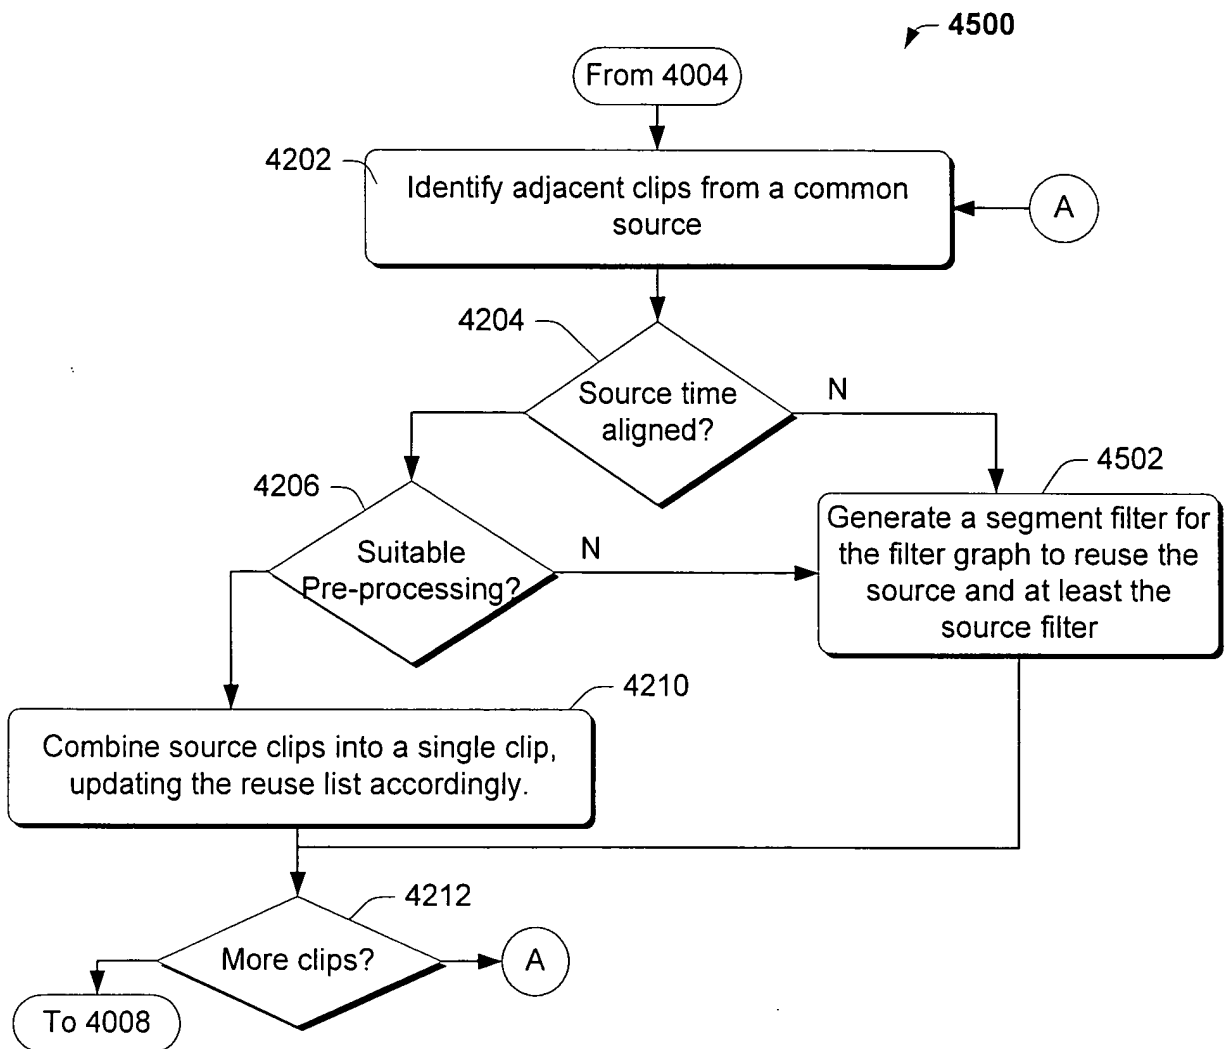 4500
From 4004
4202
Identify adjacent clips from a common
source
A
4204
Source time
aligned?
N
4206
Suitable
Pre-processing?
N
4502
Generate a segment filter for
the filter graph to reuse the
source and at least the
source filter
4210
Combine source clips into a single clip,
updating the reuse list accordingly.
4212
More clips?
A
To 4008